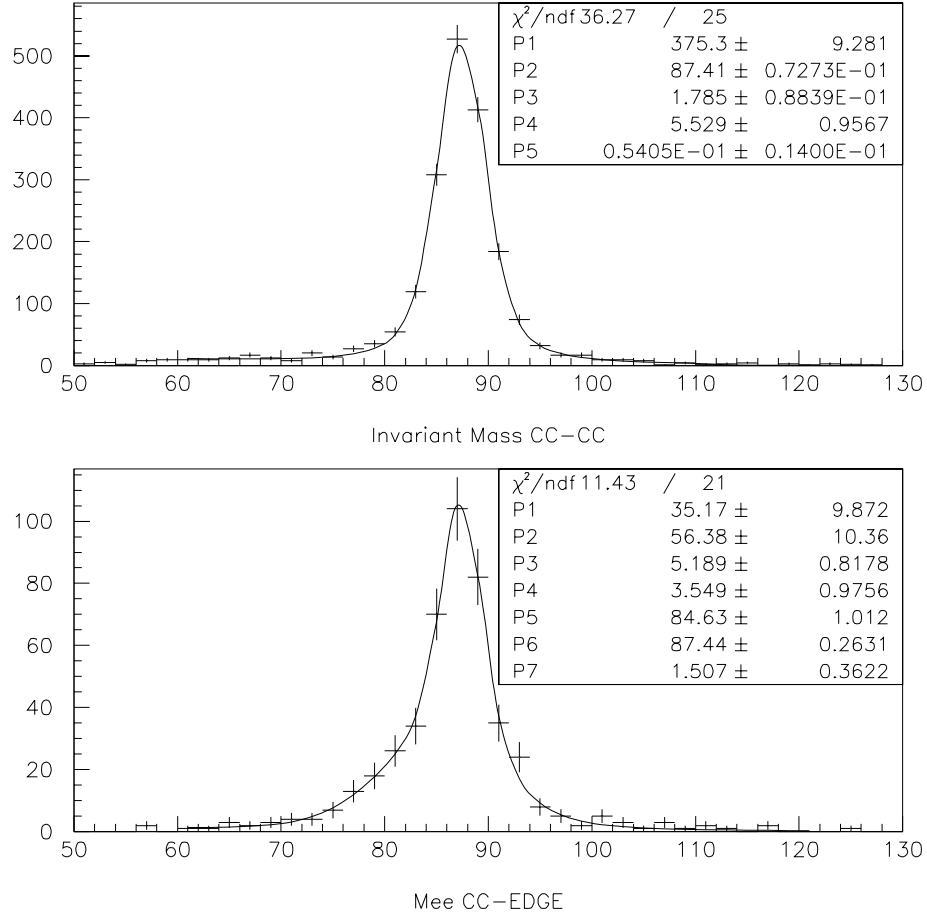 χ²/ndf 36.27 / 25
P1 375.3 ± 9.281
P2 87.41 ± 0.7273E−01
P3 1.785 ± 0.8839E−01
P4 5.529 ± 0.9567
P5 0.5405E−01 ± 0.1400E−01
500
400
300
200
100
0
50 60 70 80 90 100 110 120 130
Invariant Mass CC−CC
χ²/ndf 11.43 / 21
P1 35.17 ± 9.872
P2 56.38 ± 10.36
P3 5.189 ± 0.8178
P4 3.549 ± 0.9756
P5 84.63 ± 1.012
P6 87.44 ± 0.2631
P7 1.507 ± 0.3622
100
80
60
40
20
0
50 60 70 80 90 100 110 120 130
Mee CC−EDGE